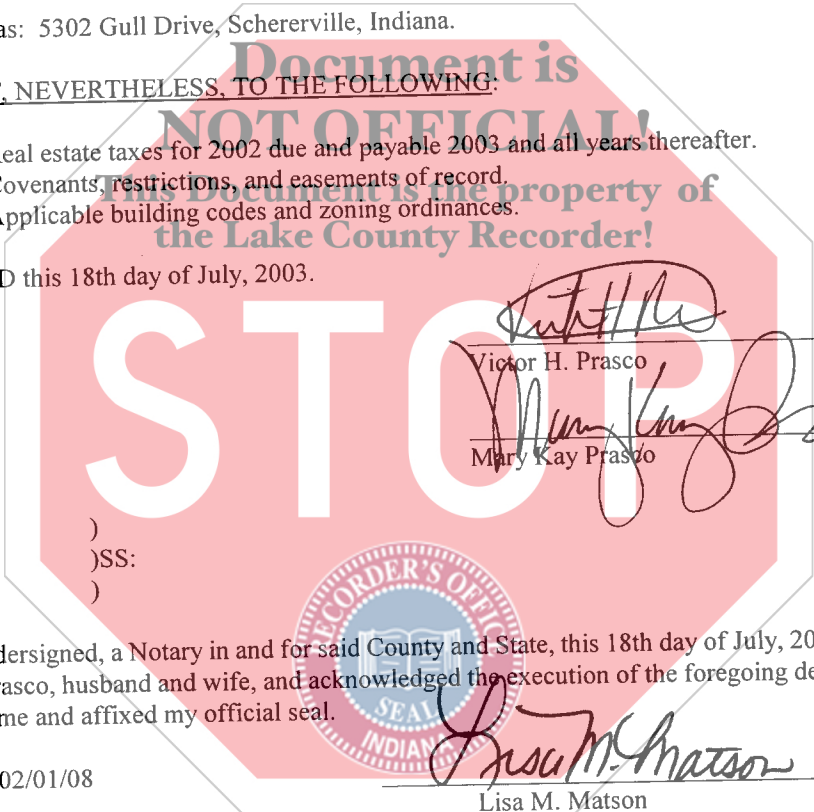 as: 5302 Gull Drive, Schererville, Indiana.
Document is
, NEVERTHELESS, TO THE FOLLOWING:
NOT OFFICIAL!
eal estate taxes for 2002 due and payable 2003 and all years thereafter.
Covenants, restrictions, and easements of record.
This Document is the property of
Applicable building codes and zoning ordinances.
the Lake County Recorder!
D this 18th day of July, 2003.
STOP
Victor H. Prasco
Mary Kay Prasco
)
)SS:
)
RECORDER'S OFFICE
dersigned, a Notary in and for said County and State, this 18th day of July, 20
rasco, husband and wife, and acknowledged the execution of the foregoing de
me and affixed my official seal.
SEAL
INDIANA
Lisa M. Matson
02/01/08
Lisa M. Matson